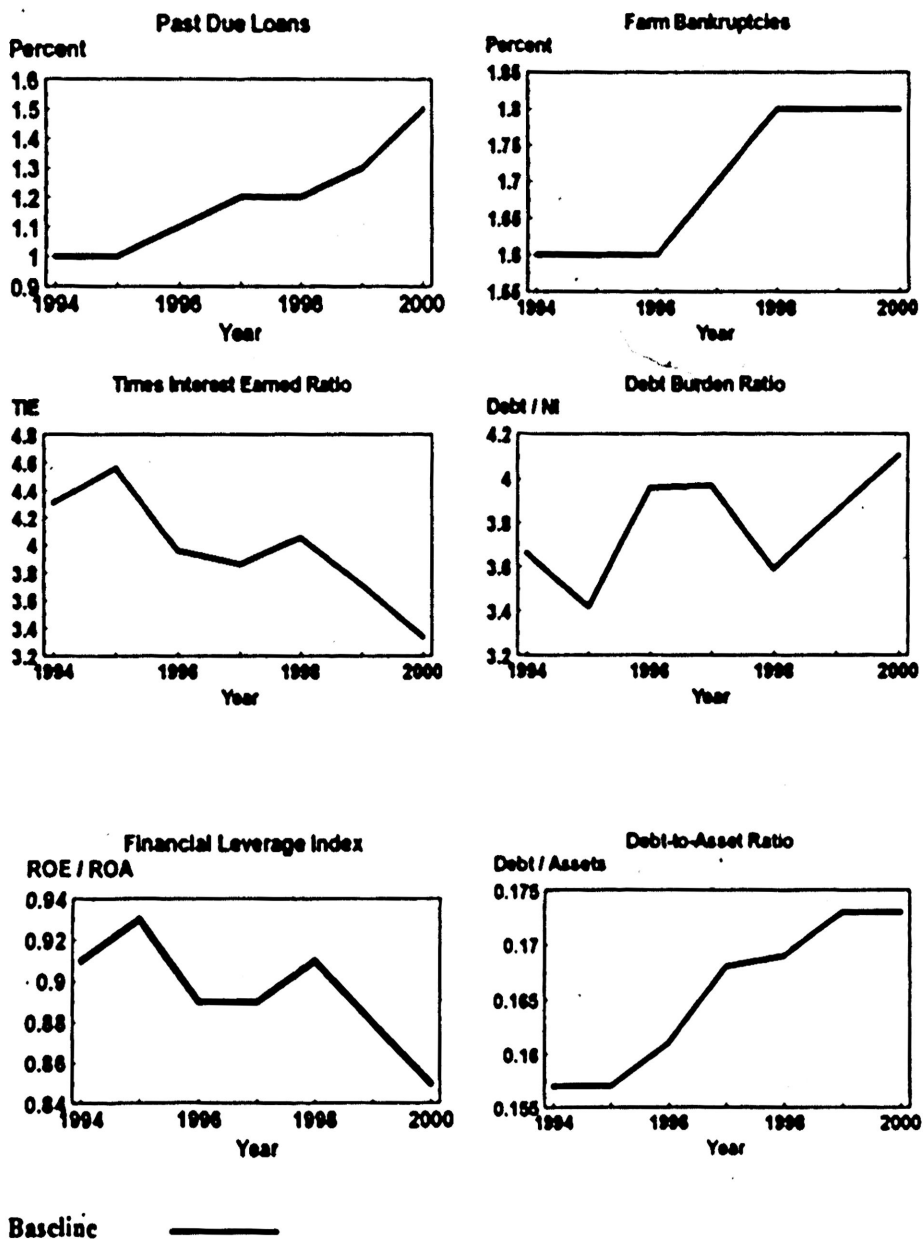 Past Due Loans
Percent
1.6
1.5
1.4
1.3
1.2
1.1
1
0.9
1994 1996 1998 2000
Year
Farm Bankruptcies
Percent
1.85
1.8
1.75
1.7
1.65
1.6
1.55
1994 1996 1998 2000
Year
Times Interest Earned Ratio
TIE
4.8
4.6
4.4
4.2
4
3.8
3.6
3.4
3.2
1994 1996 1998 2000
Year
Debt Burden Ratio
Debt / NI
4.2
4
3.8
3.6
3.4
3.2
1994 1996 1998 2000
Year
Financial Leverage Index
ROE / ROA
0.94
0.92
0.9
0.88
0.86
0.84
1994 1996 1998 2000
Year
Debt-to-Asset Ratio
Debt / Assets
0.175
0.17
0.165
0.16
0.155
1994 1996 1998 2000
Year
Baseline